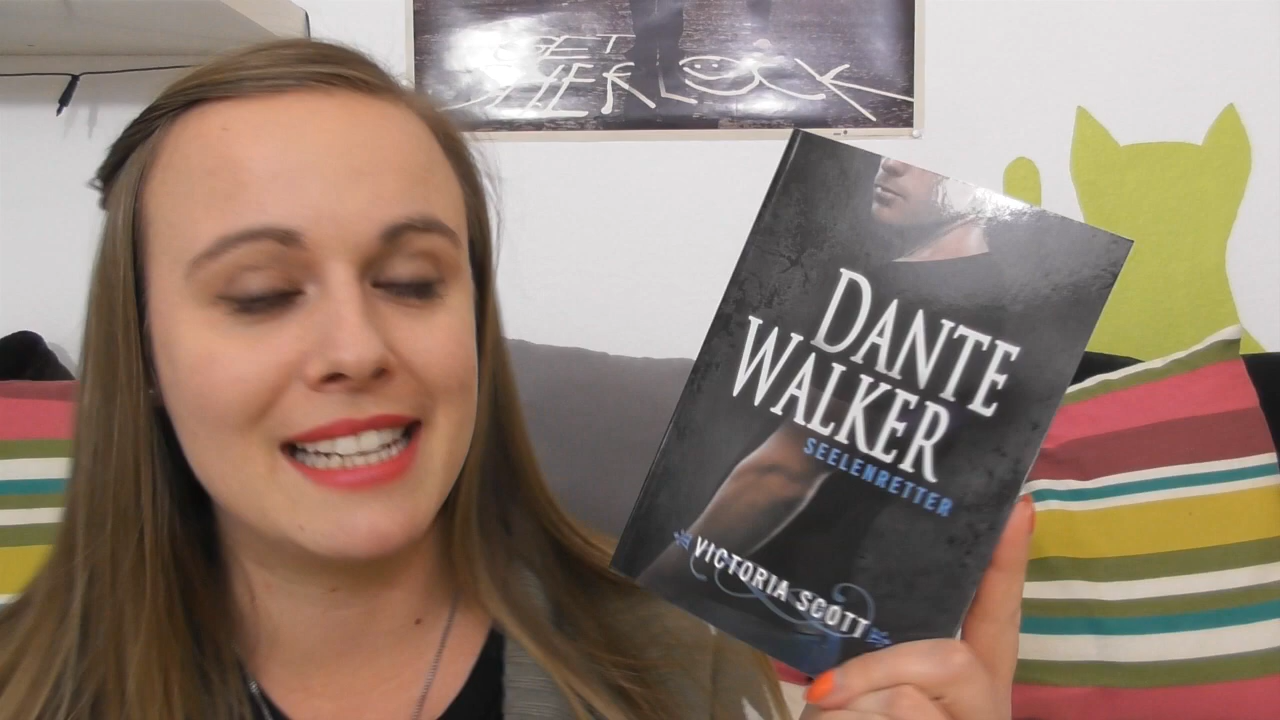 GET
SHERLOCK
DANTE
WALKER
SEELENRETTER
VICTORIA SCOTT